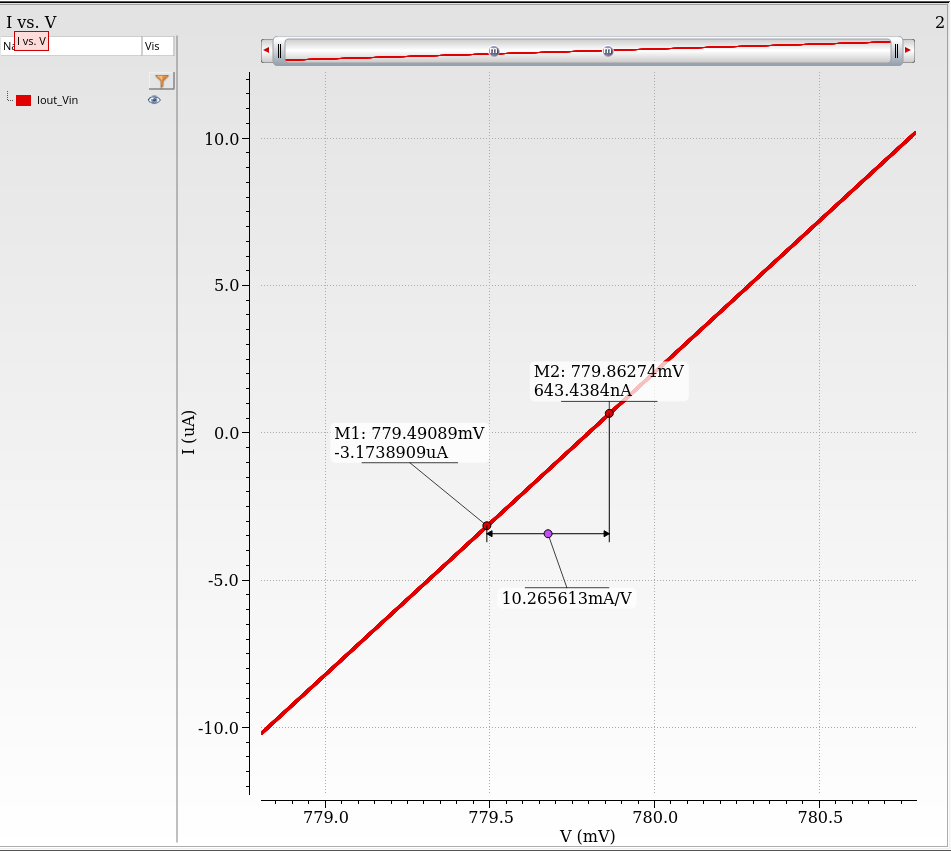 I vs. V
2
I vs. V
Vis
Iout_Vin
10.0
5.0
0.0
-5.0
-10.0
I (uA)
M2: 779.86274mV
643.4384nA
M1: 779.49089mV
-3.1738909uA
10.265613mA/V
779.0
779.5
780.0
780.5
V (mV)